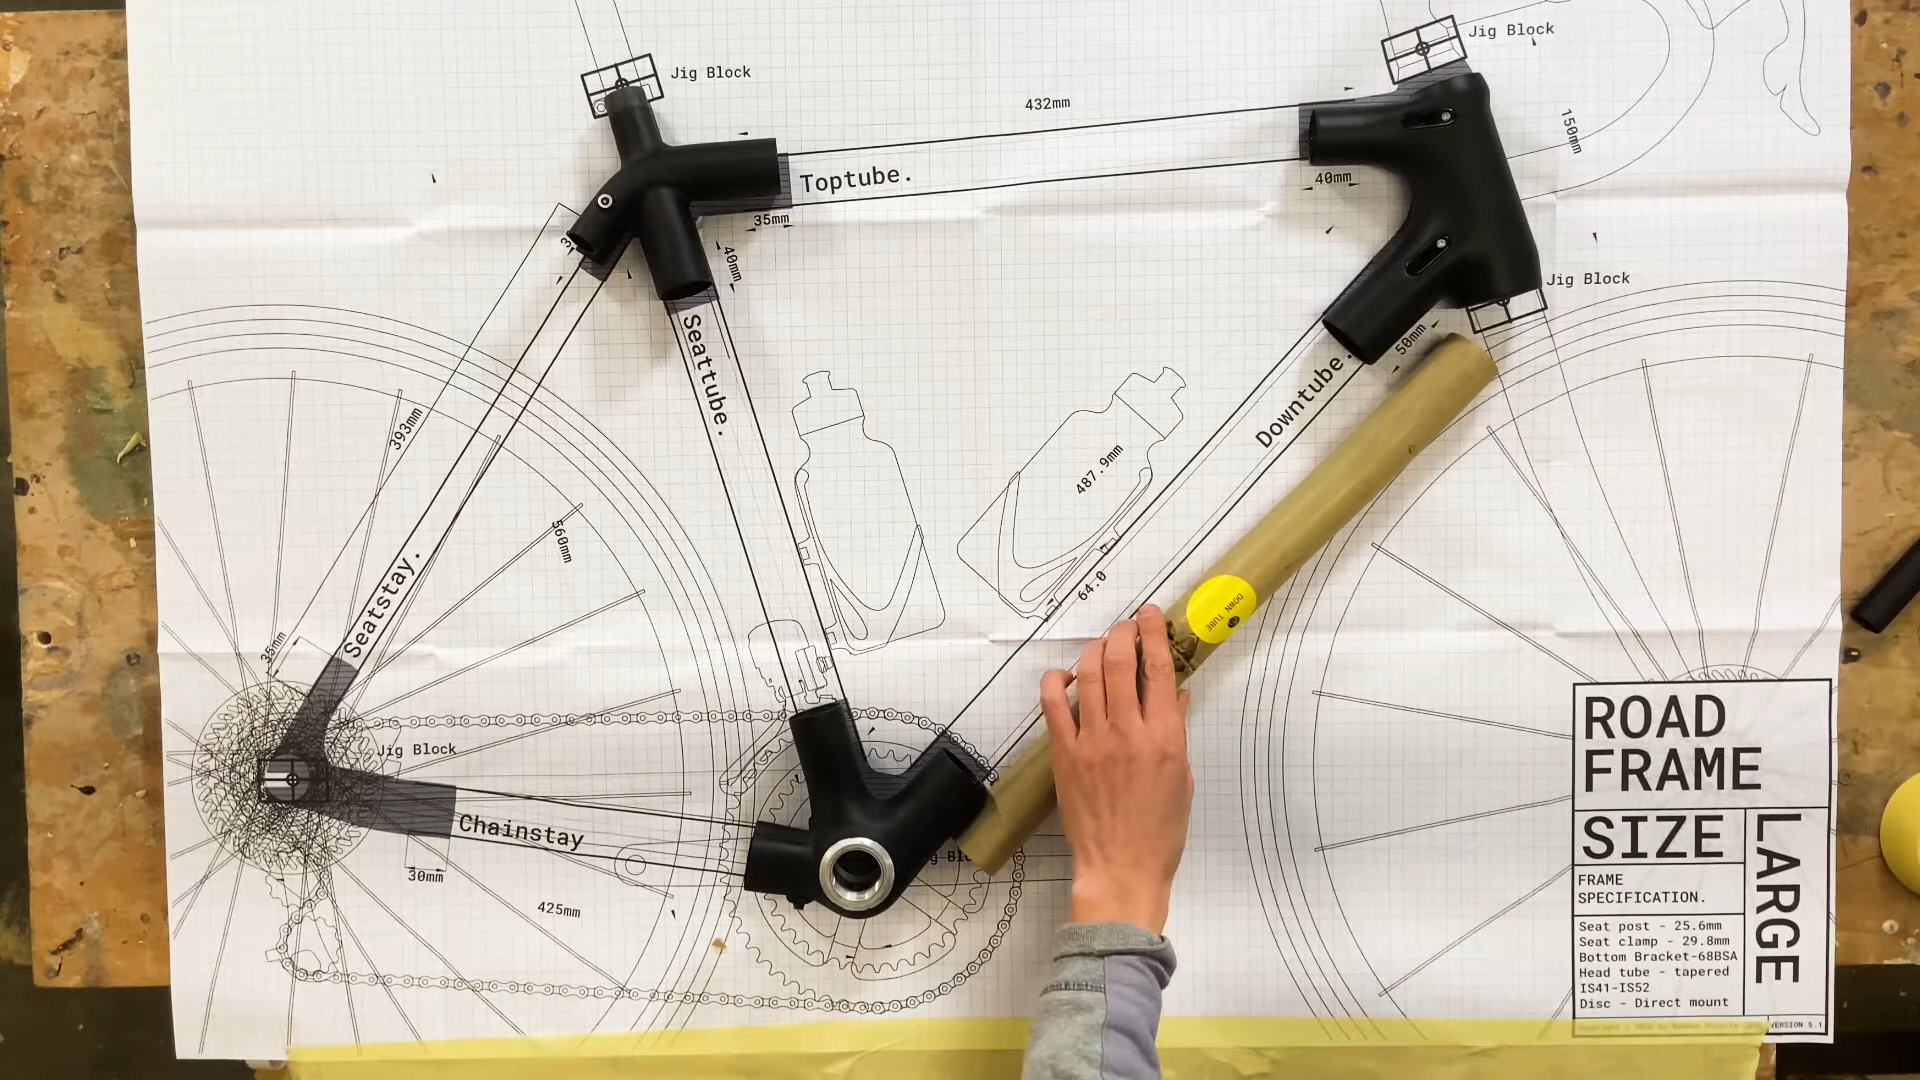 Jig Block
Jig Block
432mm
150mm
Toptube.
40mm
35mm
40mm
Jig Block
Seattube.
50mm
Downtube.
393mm
487.9mm
560mm
64.0
Seatstay.
DOWN TUBE
35mm
Jig Block
Chainstay
30mm
425mm
ROAD
FRAME
SIZE
LARGE
FRAME
SPECIFICATION.
Seat post - 25.6mm
Seat clamp - 29.8mm
Bottom Bracket-68BSA
Head tube - tapered
IS41-IS52
Disc - Direct mount
VERSION 5.1